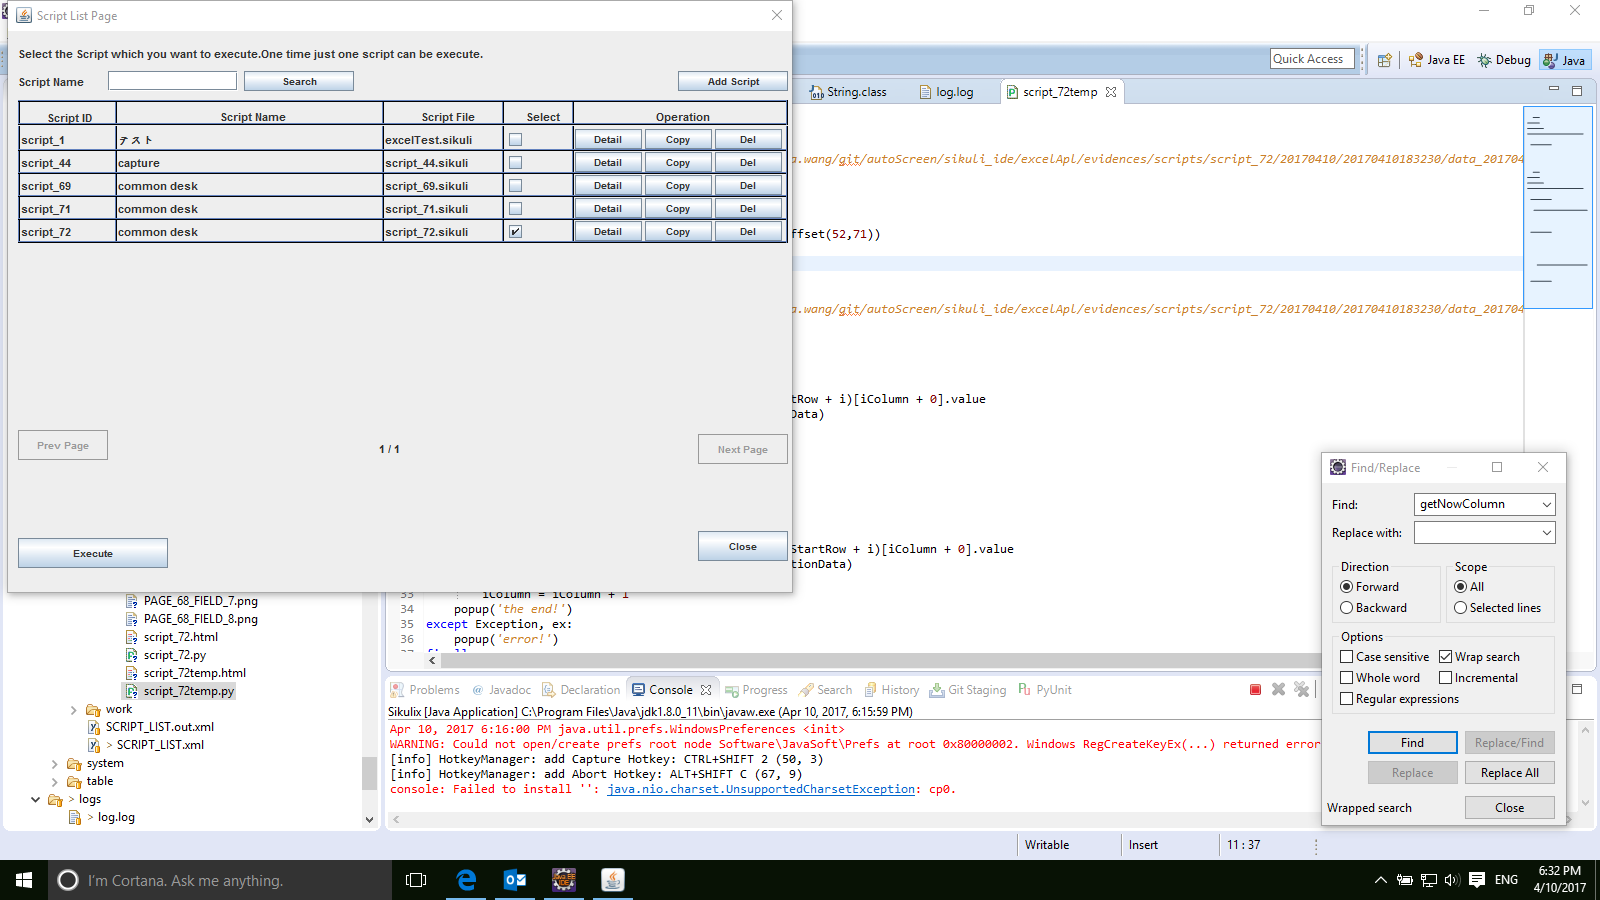 Script List Page
Select the Script which you want to execute.One time just one script can be execute.
Script Name Search Add Script
Script ID Script Name Script File Select Operation
script_1 テスト excelTest.sikuli Detail Copy Del
script_44 capture script_44.sikuli Detail Copy Del
script_69 common desk script_69.sikuli Detail Copy Del
script_71 common desk script_71.sikuli Detail Copy Del
script_72 common desk script_72.sikuli Detail Copy Del
Prev Page 1 / 1 Next Page
Execute Close
Quick Access Java EE Debug Java
String.class log.log script_72temp
a.wang/git/autoScreen/sikuli_ide/excelApl/evidences/scripts/script_72/20170410/20170410183230/data_201704
ffset(52,71))
a.wang/git/autoScreen/sikuli_ide/excelApl/evidences/scripts/script_72/20170410/20170410183230/data_201704
tRow + i)[iColumn + 0].value
Data)
StartRow + i)[iColumn + 0].value
tionData)
33 iColumn = iColumn + 1
34 popup('the end!')
35 except Exception, ex:
36 popup('error!')
PAGE_68_FIELD_7.png
PAGE_68_FIELD_8.png
script_72.html
script_72.py
script_72temp.html
script_72temp.py
work
SCRIPT_LIST.out.xml
> SCRIPT_LIST.xml
system
table
> logs
> log.log
Problems Javadoc Declaration Console Progress Search History Git Staging PyUnit
Sikulix [Java Application] C:\Program Files\Java\jdk1.8.0_11\bin\javaw.exe (Apr 10, 2017, 6:15:59 PM)
Apr 10, 2017 6:16:00 PM java.util.prefs.WindowsPreferences <init>
WARNING: Could not open/create prefs root node Software\JavaSoft\Prefs at root 0x80000002. Windows RegCreateKeyEx(...) returned error
[info] HotkeyManager: add Capture Hotkey: CTRL+SHIFT 2 (50, 3)
[info] HotkeyManager: add Abort Hotkey: ALT+SHIFT C (67, 9)
console: Failed to install '': java.nio.charset.UnsupportedCharsetException: cp0.
Find/Replace
Find: getNowColumn
Replace with:
Direction Scope
Forward All
Backward Selected lines
Options
Case sensitive Wrap search
Whole word Incremental
Regular expressions
Find Replace/Find
Replace Replace All
Wrapped search Close
Writable Insert 11 : 37
I'm Cortana. Ask me anything.
ENG 6:32 PM
4/10/2017